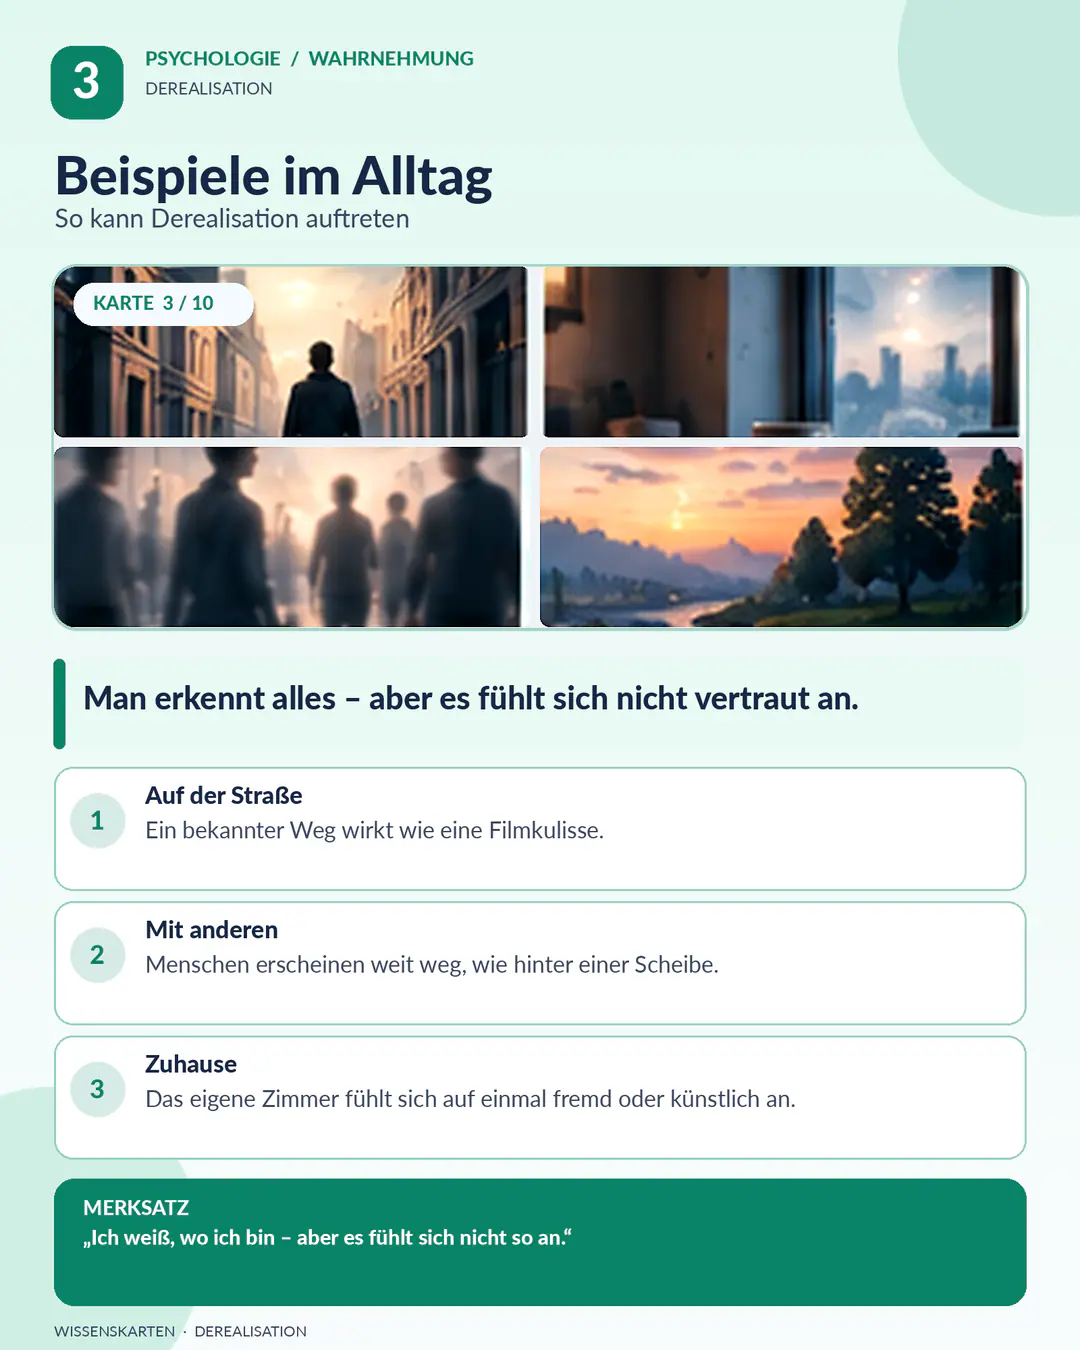 3
PSYCHOLOGIE / WAHRNEHMUNG
DEREALISATION
Beispiele im Alltag
So kann Derealisation auftreten
KARTE 3 / 10
Man erkennt alles – aber es fühlt sich nicht vertraut an.
1
Auf der Straße
Ein bekannter Weg wirkt wie eine Filmkulisse.
2
Mit anderen
Menschen erscheinen weit weg, wie hinter einer Scheibe.
3
Zuhause
Das eigene Zimmer fühlt sich auf einmal fremd oder künstlich an.
MERKSATZ
„Ich weiß, wo ich bin – aber es fühlt sich nicht so an.“
WISSENSKARTEN · DEREALISATION